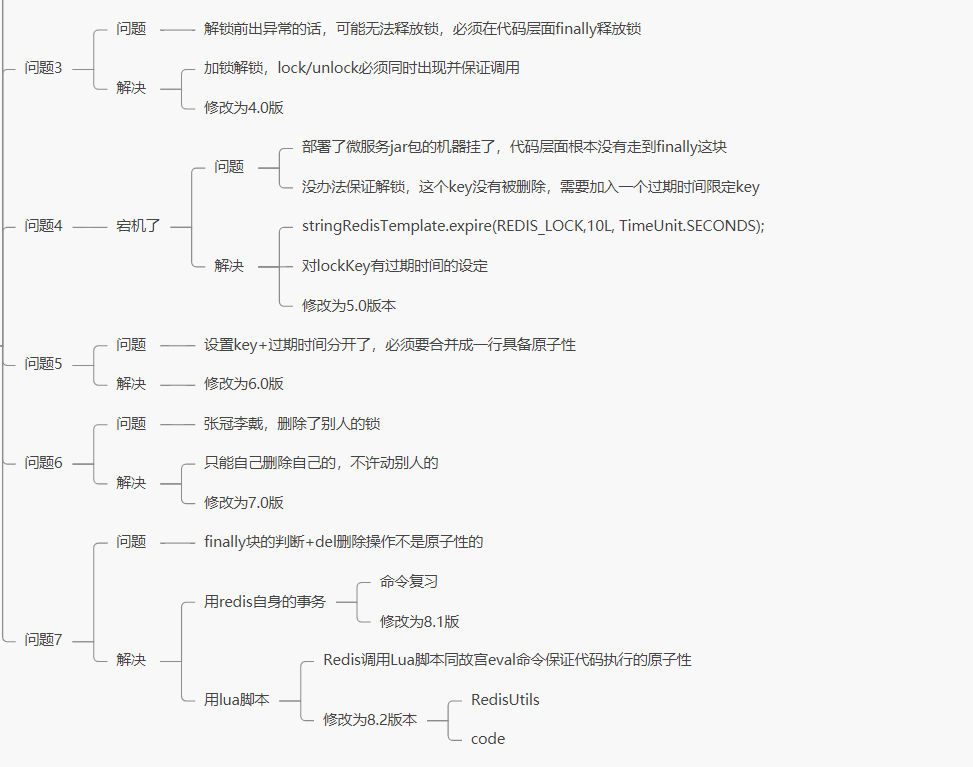 问题3
问题
解锁前出异常的话，可能无法释放锁，必须在代码层面finally释放锁
解决
加锁解锁，lock/unlock必须同时出现并保证调用
修改为4.0版
问题4
宕机了
问题
部署了微服务jar包的机器挂了，代码层面根本没有走到finally这块
没办法保证解锁，这个key没有被删除，需要加入一个过期时间限定key
解决
stringRedisTemplate.expire(REDIS_LOCK,10L, TimeUnit.SECONDS);
对lockKey有过期时间的设定
修改为5.0版本
问题5
问题
设置key+过期时间分开了，必须要合并成一行具备原子性
解决
修改为6.0版
问题6
问题
张冠李戴，删除了别人的锁
解决
只能自己删除自己的，不许动别人的
修改为7.0版
问题7
问题
finally块的判断+del删除操作不是原子性的
解决
用redis自身的事务
命令复习
修改为8.1版
用lua脚本
Redis调用Lua脚本同故宫eval命令保证代码执行的原子性
修改为8.2版本
RedisUtils
code